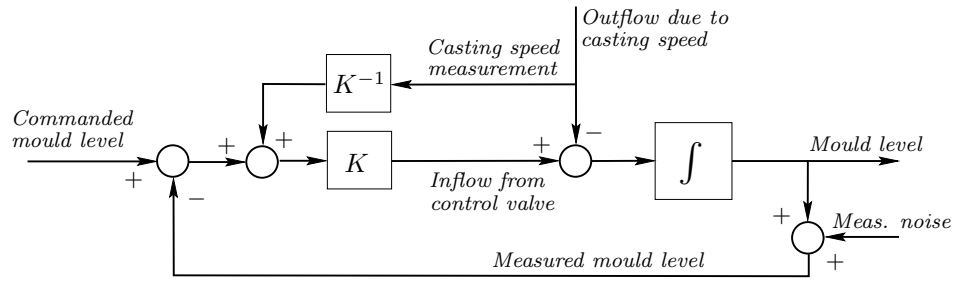 Outflow due to
casting speed
Casting speed
measurement
K⁻¹
Commanded
mould level
+
+
+
−
+
K
∫
Mould level
+
−
Inflow from
control valve
+
Meas. noise
+
Measured mould level